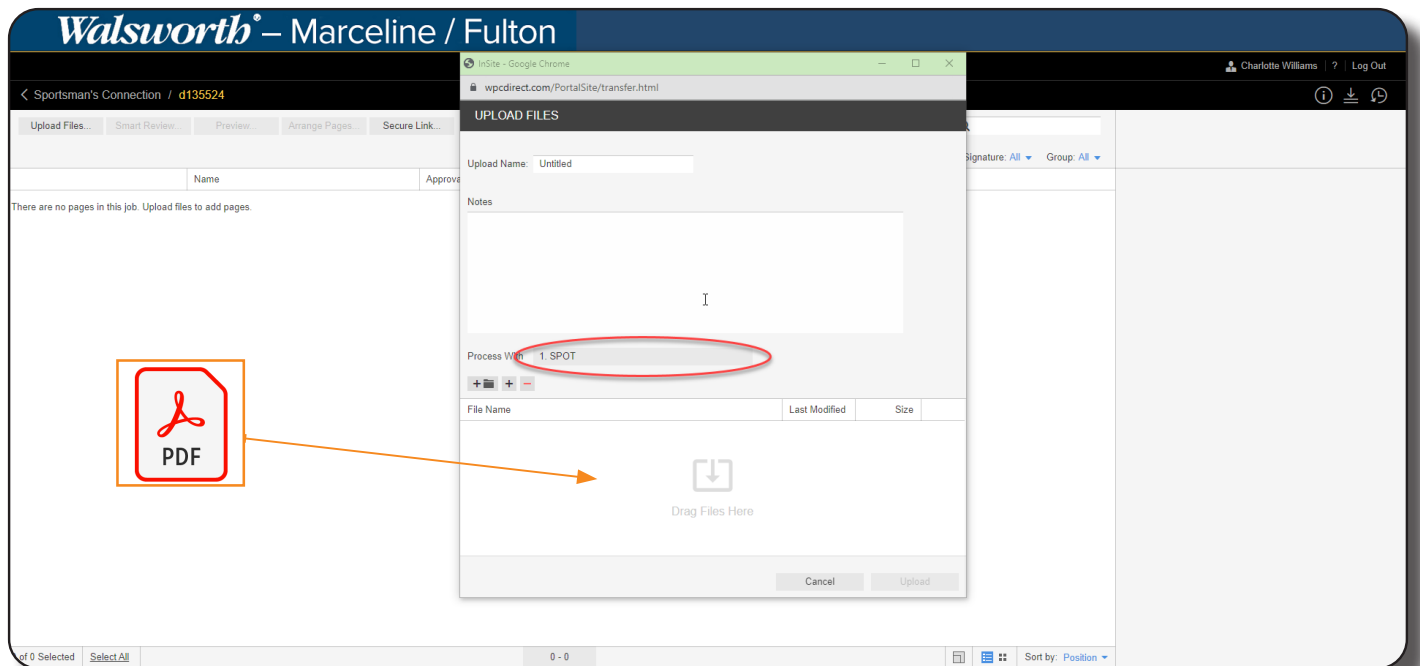 Walsworth® – Marceline / Fulton
InSite - Google Chrome
Charlotte Williams | ? | Log Out
Sportsman's Connection / d135524
wpcdirect.com/PortalSite/transfer.html
UPLOAD FILES
Upload Files... Smart Review... Preview... Arrange Pages... Secure Link...
Upload Name: Untitled
Signature: All Group: All
Name Approva
Notes
There are no pages in this job. Upload files to add pages.
Process With 1. SPOT
File Name Last Modified Size
PDF
Drag Files Here
Cancel Upload
of 0 Selected Select All 0 - 0 Sort by: Position